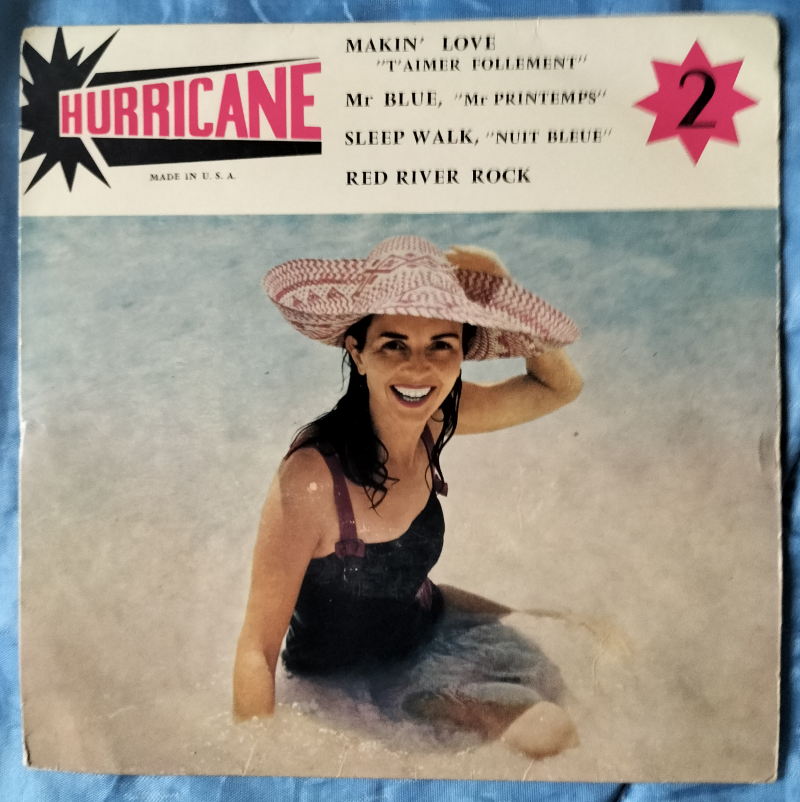 HURRICANE
MADE IN U. S. A.
MAKIN' LOVE
"T'AIMER FOLLEMENT"
Mr BLUE, "Mr PRINTEMPS"
SLEEP WALK, "NUIT BLEUE"
RED RIVER ROCK
2